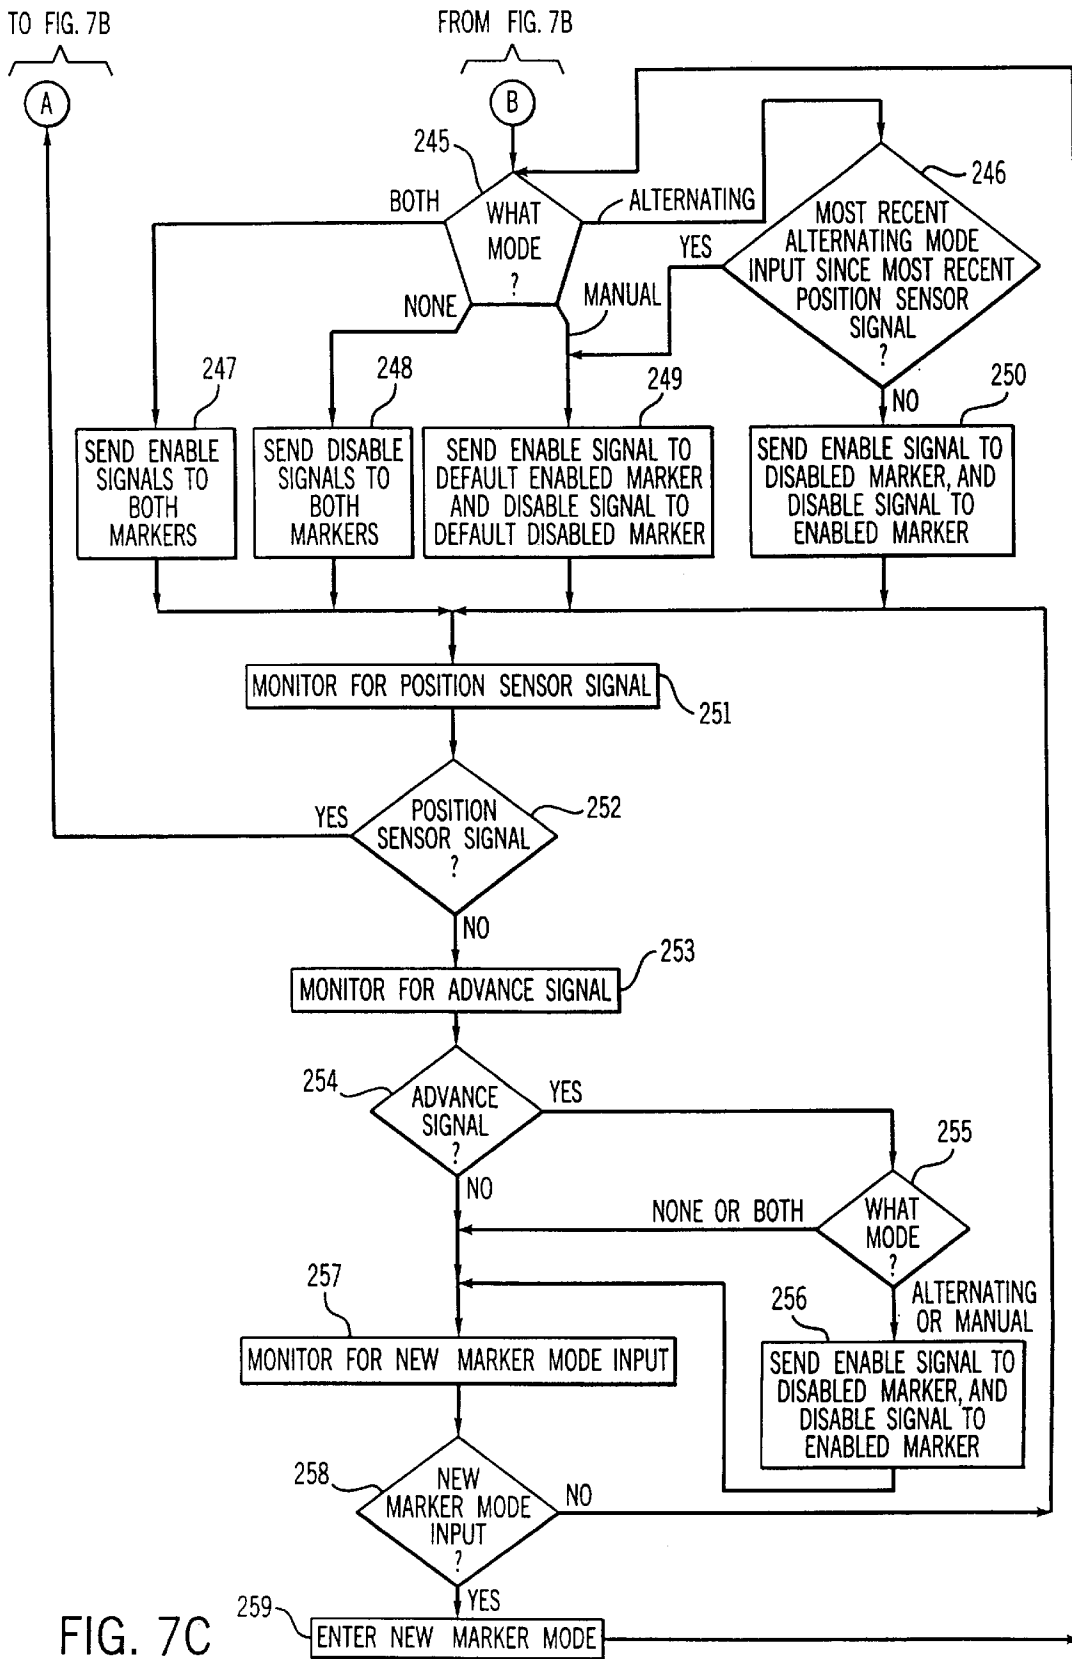 TO FIG. 7B
FROM FIG. 7B
A
B
245
246
BOTH
WHAT
MODE
?
ALTERNATING
MOST RECENT
ALTERNATING MODE
INPUT SINCE MOST RECENT
POSITION SENSOR
SIGNAL
?
YES
NONE
MANUAL
NO
247
248
249
250
SEND ENABLE
SIGNALS TO
BOTH
MARKERS
SEND DISABLE
SIGNALS TO
BOTH
MARKERS
SEND ENABLE SIGNAL TO
DEFAULT ENABLED MARKER
AND DISABLE SIGNAL TO
DEFAULT DISABLED MARKER
SEND ENABLE SIGNAL TO
DISABLED MARKER, AND
DISABLE SIGNAL TO
ENABLED MARKER
MONITOR FOR POSITION SENSOR SIGNAL
251
YES
POSITION
SENSOR SIGNAL
?
252
NO
253
MONITOR FOR ADVANCE SIGNAL
254
ADVANCE
SIGNAL
?
YES
255
NO
NONE OR BOTH
WHAT
MODE
?
257
256
ALTERNATING
OR MANUAL
MONITOR FOR NEW MARKER MODE INPUT
SEND ENABLE SIGNAL TO
DISABLED MARKER, AND
DISABLE SIGNAL TO
ENABLED MARKER
258
NEW
MARKER MODE
INPUT
?
NO
YES
259
ENTER NEW MARKER MODE
FIG. 7C